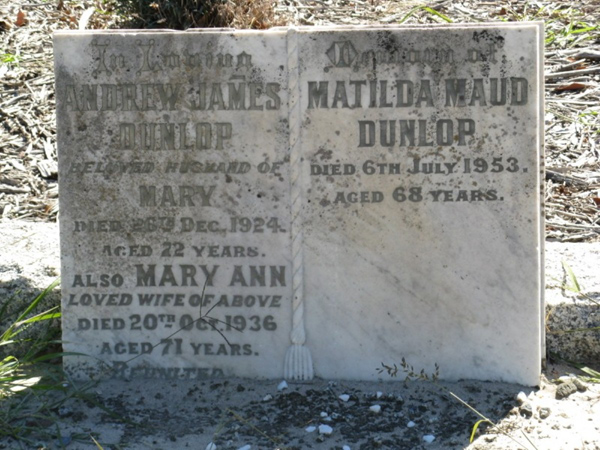 In Loving
ANDREW JAMES
DUNLOP
BELOVED HUSBAND OF
MARY
DIED 26TH DEC. 1924.
AGED 72 YEARS.
ALSO MARY ANN
LOVED WIFE OF ABOVE
DIED 20TH OCT 1936
AGED 71 YEARS.
REUNITED
Memory of
MATILDA MAUD
DUNLOP
DIED 6TH JULY 1953.
AGED 68 YEARS.